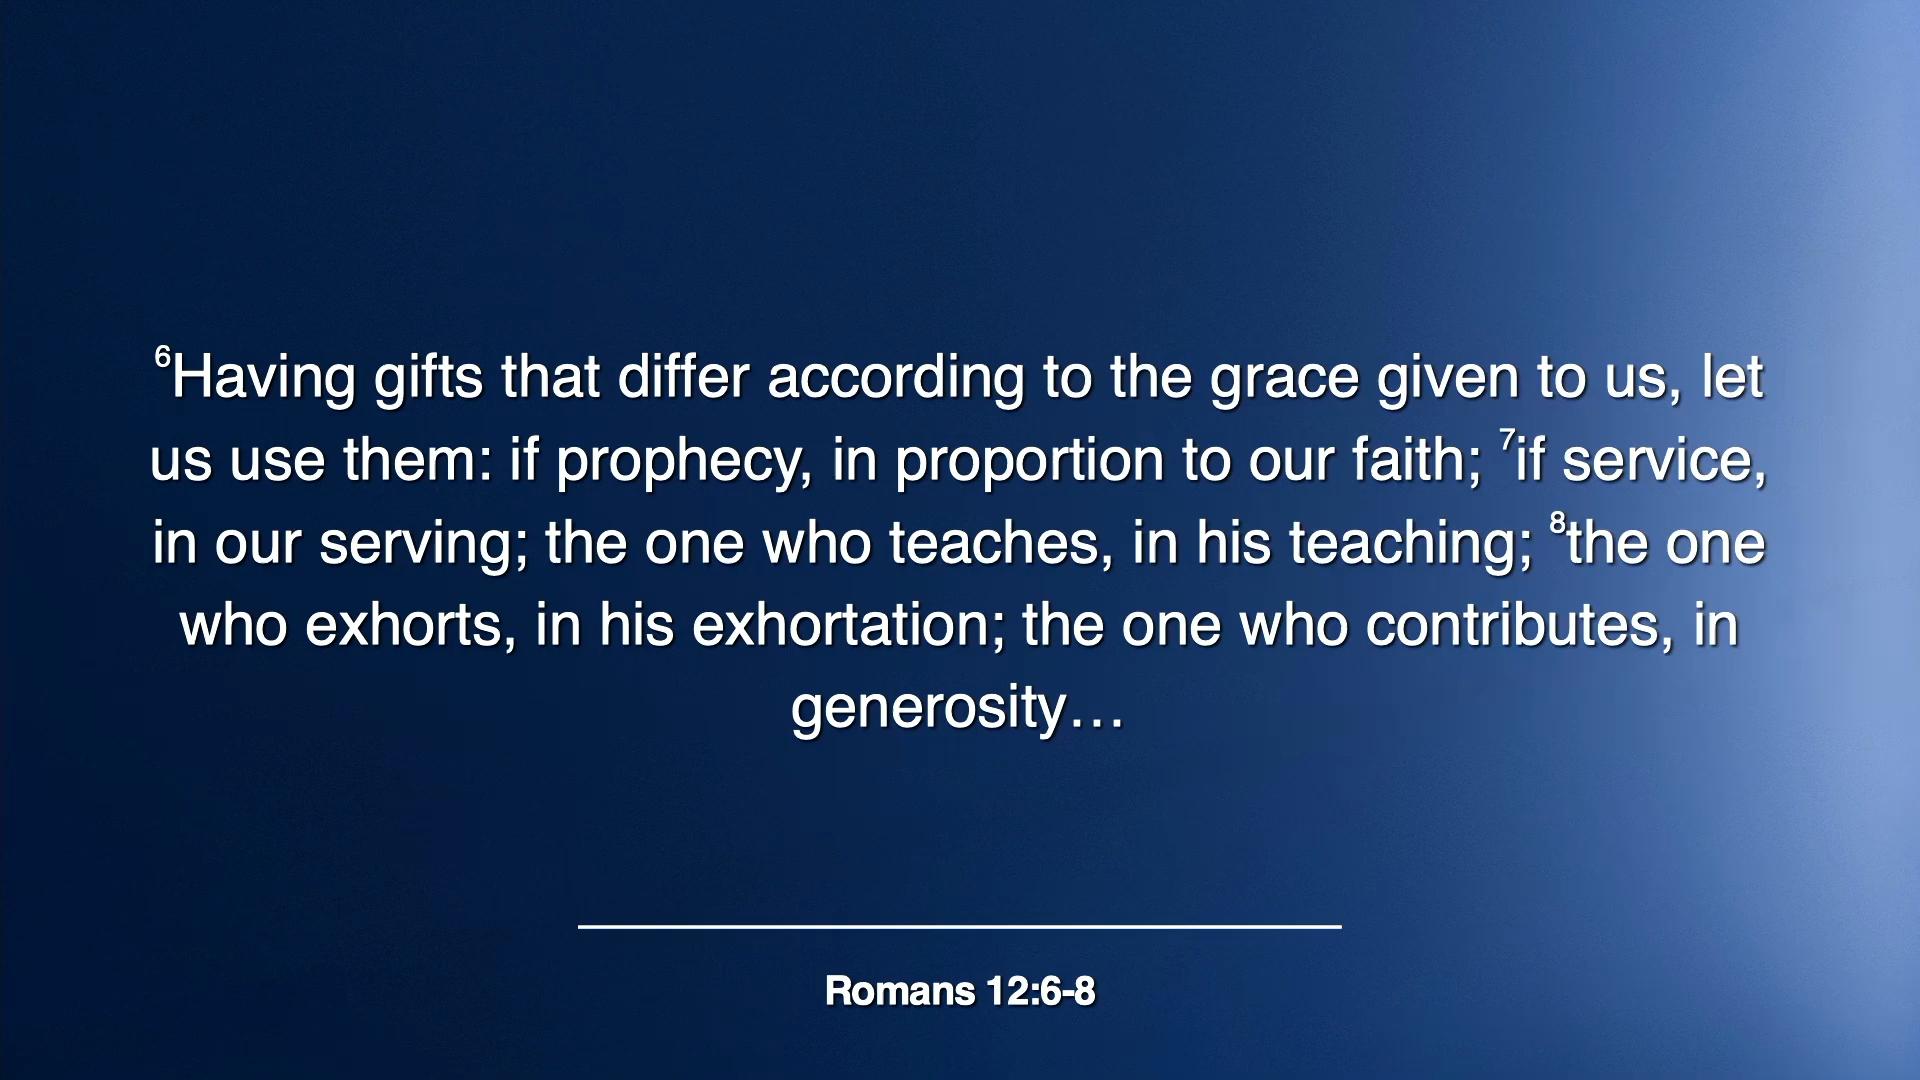 ⁶Having gifts that differ according to the grace given to us, let
us use them: if prophecy, in proportion to our faith; ⁷if service,
in our serving; the one who teaches, in his teaching; ⁸the one
who exhorts, in his exhortation; the one who contributes, in
generosity…
Romans 12:6-8